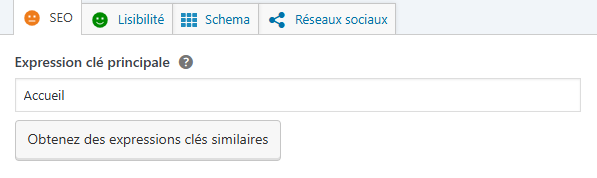 SEO Lisibilité Schema Réseaux sociaux
Expression clé principale ?
Accueil
Obtenez des expressions clés similaires